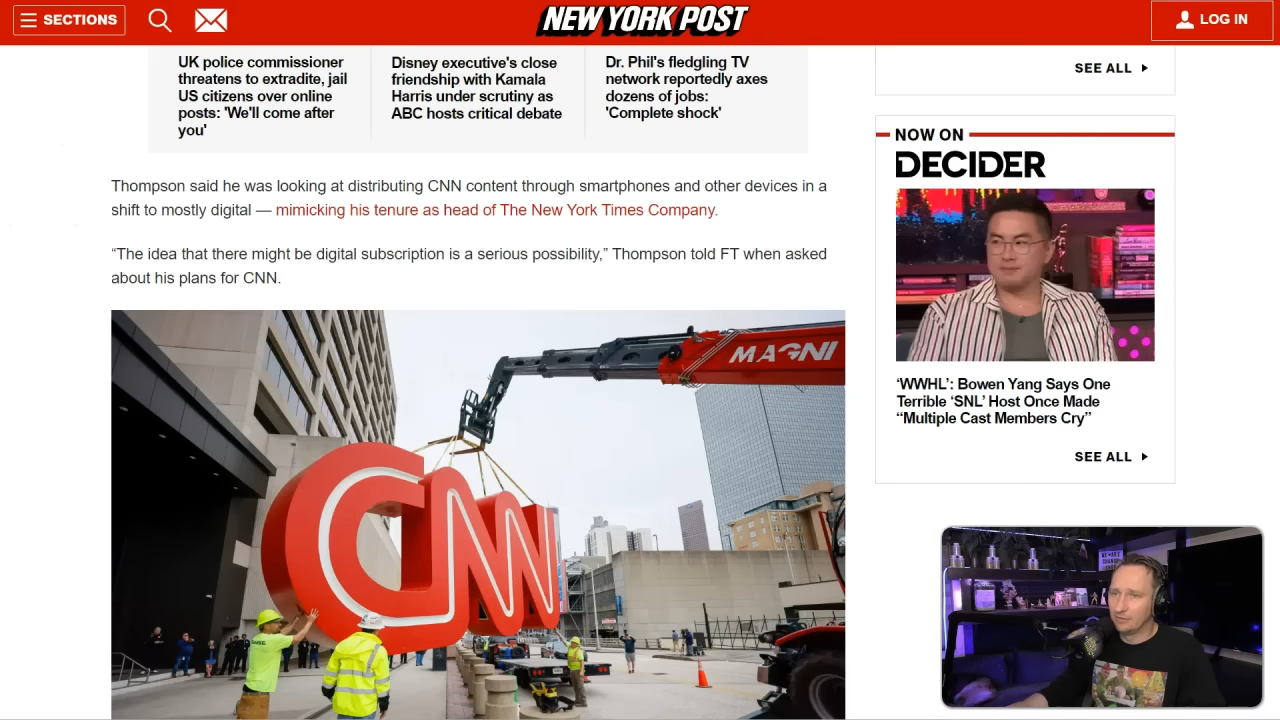 SECTIONS
NEW YORK POST
LOG IN
UK police commissioner
threatens to extradite, jail
US citizens over online
posts: 'We'll come after
you'
Disney executive's close
friendship with Kamala
Harris under scrutiny as
ABC hosts critical debate
Dr. Phil's fledgling TV
network reportedly axes
dozens of jobs:
'Complete shock'
SEE ALL
Thompson said he was looking at distributing CNN content through smartphones and other devices in a
shift to mostly digital — mimicking his tenure as head of The New York Times Company.
“The idea that there might be digital subscription is a serious possibility,” Thompson told FT when asked
about his plans for CNN.
MAGNI
CNN
NOW ON
DECIDER
‘WWHL’: Bowen Yang Says One
Terrible ‘SNL’ Host Once Made
“Multiple Cast Members Cry”
SEE ALL